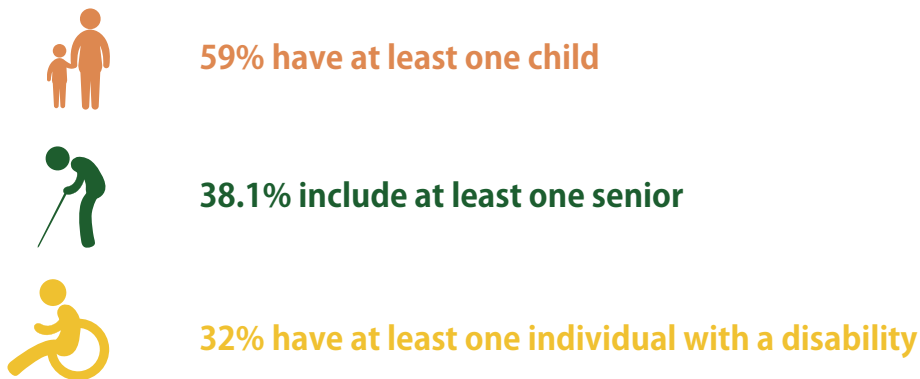 59% have at least one child
38.1% include at least one senior
32% have at least one individual with a disability